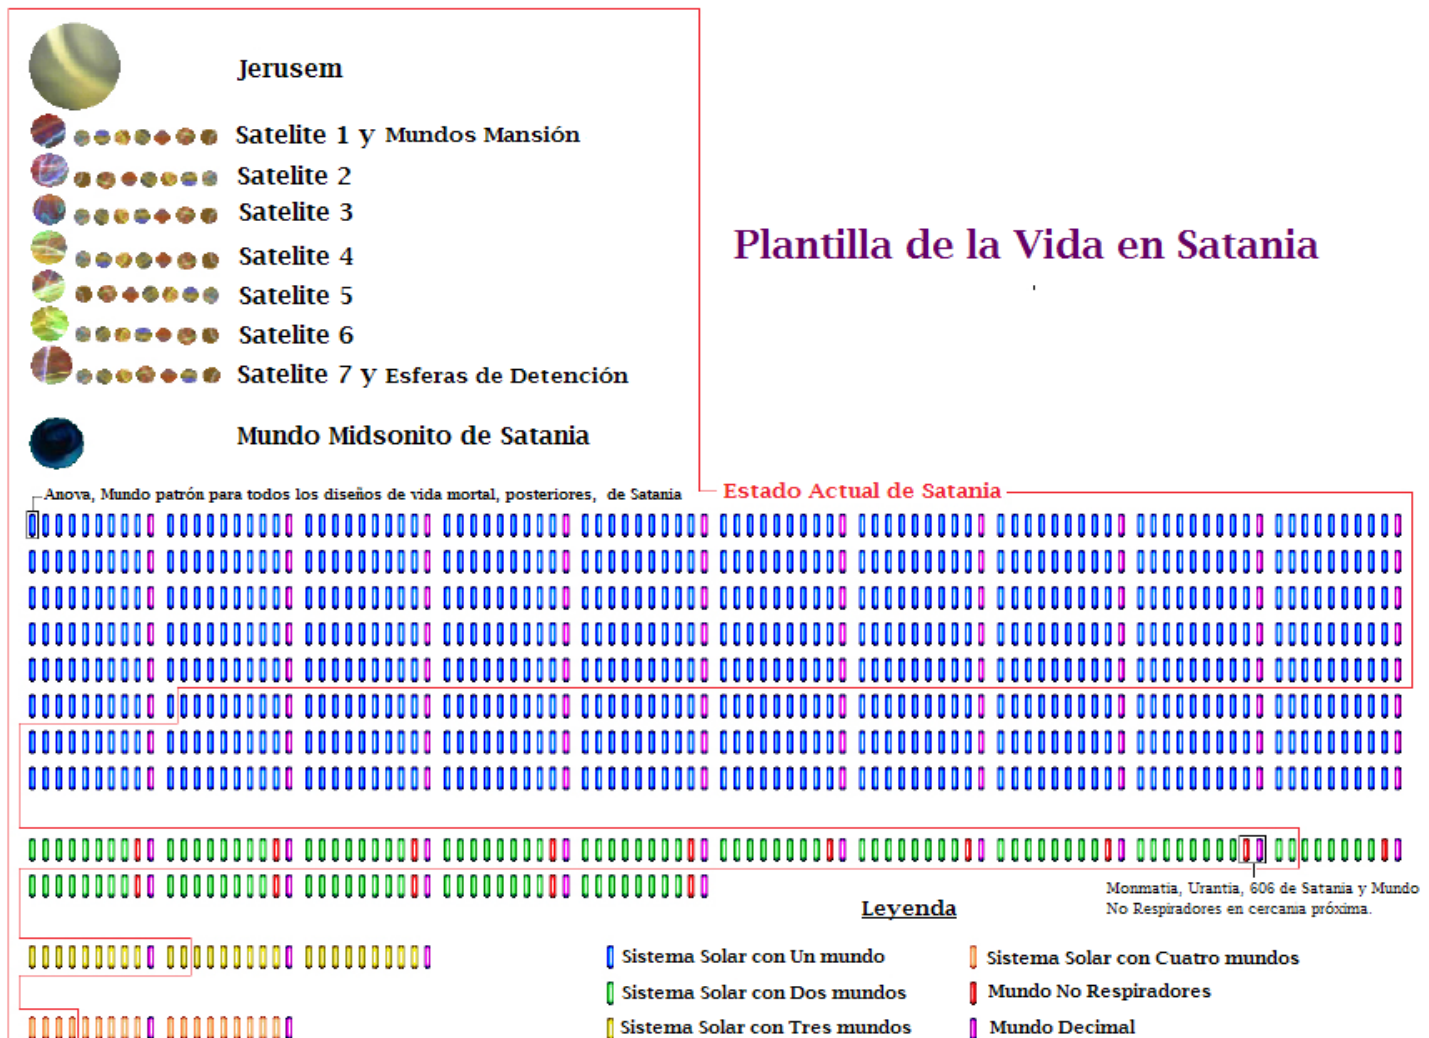 Jerusem
Satelite 1 y Mundos Mansión
Satelite 2
Satelite 3
Satelite 4
Satelite 5
Satelite 6
Satelite 7 y Esferas de Detención
Mundo Midsonito de Satania
Plantilla de la Vida en Satania
Anova, Mundo patrón para todos los diseños de vida mortal, posteriores, de Satania
Estado Actual de Satania
Monmatia, Urantia, 606 de Satania y Mundo
No Respiradores en cercania próxima.
Leyenda
Sistema Solar con Un mundo
Sistema Solar con Dos mundos
Sistema Solar con Tres mundos
Sistema Solar con Cuatro mundos
Mundo No Respiradores
Mundo Decimal